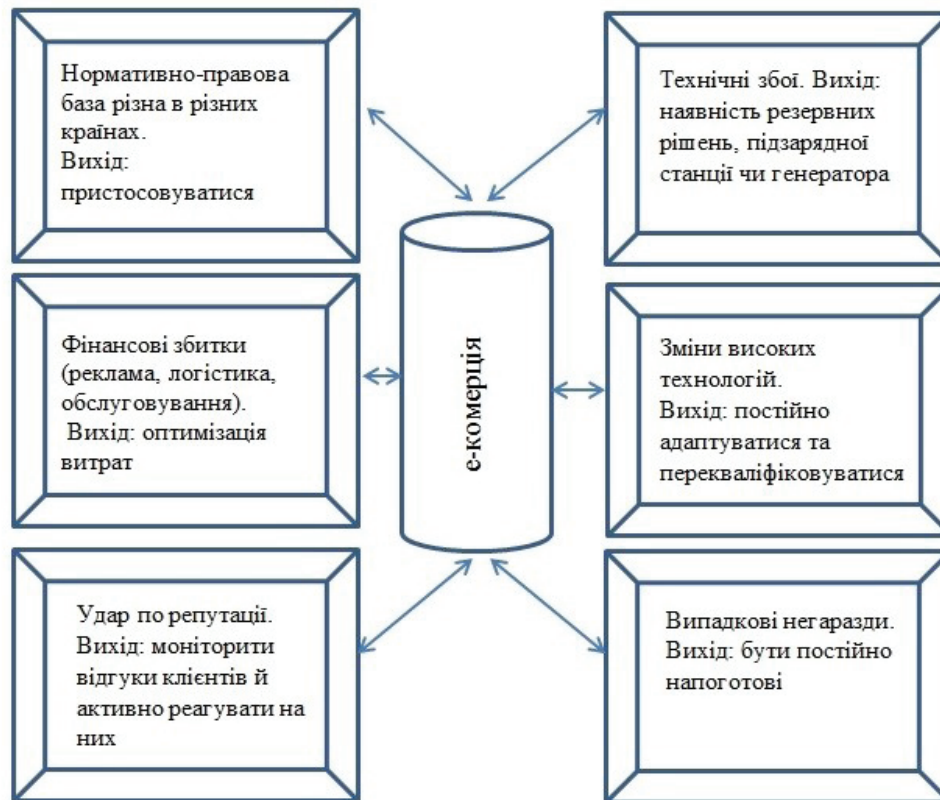 Нормативно-правова
база різна в різних
країнах.
Вихід:
пристосовуватися
Технічні збої. Вихід:
наявність резервних
рішень, підзарядної
станції чи генератора
е-комерція
Фінансові збитки
(реклама, логістика,
обслуговування).
Вихід: оптимізація
витрат
Зміни високих
технологій.
Вихід: постійно
адаптуватися та
перекваліфіковуватися
Удар по репутації.
Вихід: моніторити
відгуки клієнтів й
активно реагувати на
них
Випадкові негаразди.
Вихід: бути постійно
напоготові